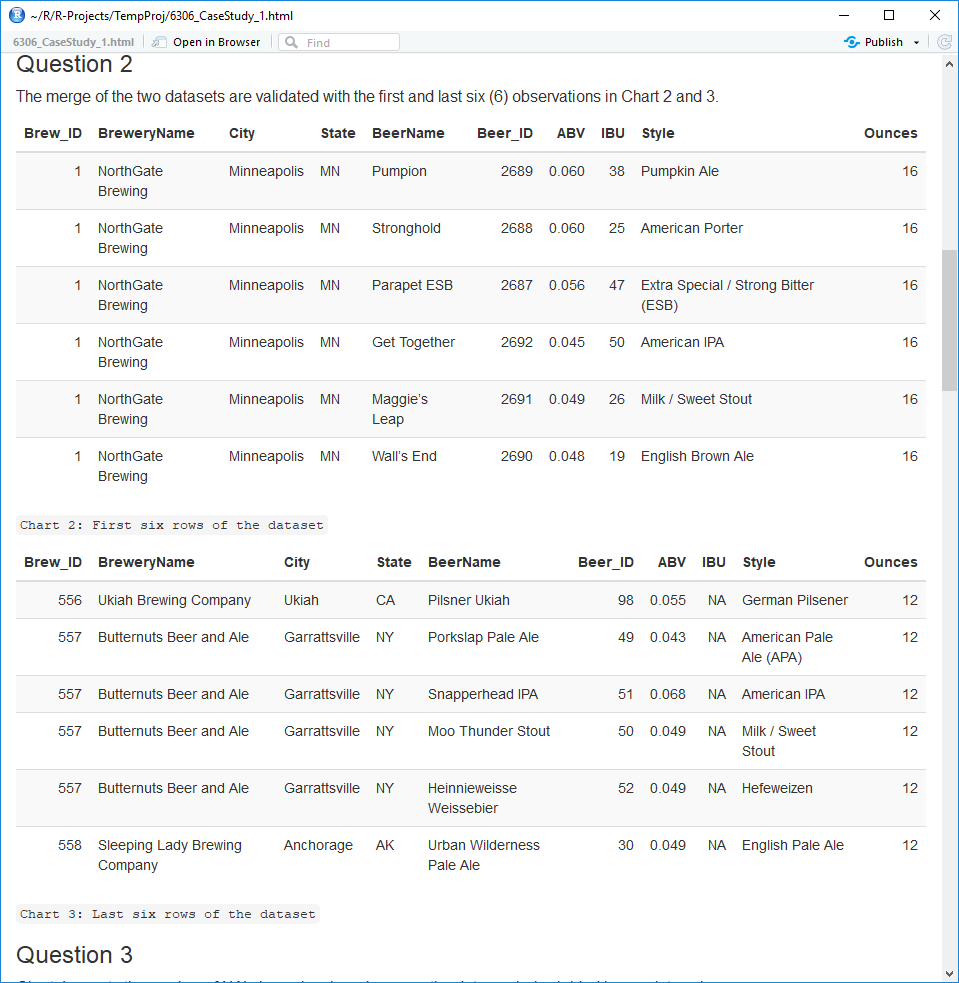 ~/R/R-Projects/TempProj/6306_CaseStudy_1.html
6306_CaseStudy_1.html Open in Browser Find Publish
Question 2
The merge of the two datasets are validated with the first and last six (6) observations in Chart 2 and 3.
Brew_ID BreweryName City State BeerName Beer_ID ABV IBU Style Ounces
1 NorthGate Minneapolis MN Pumpion 2689 0.060 38 Pumpkin Ale 16
Brewing
1 NorthGate Minneapolis MN Stronghold 2688 0.060 25 American Porter 16
Brewing
1 NorthGate Minneapolis MN Parapet ESB 2687 0.056 47 Extra Special / Strong Bitter 16
Brewing (ESB)
1 NorthGate Minneapolis MN Get Together 2692 0.045 50 American IPA 16
Brewing
1 NorthGate Minneapolis MN Maggie's 2691 0.049 26 Milk / Sweet Stout 16
Brewing Leap
1 NorthGate Minneapolis MN Wall's End 2690 0.048 19 English Brown Ale 16
Brewing
Chart 2: First six rows of the dataset
Brew_ID BreweryName City State BeerName Beer_ID ABV IBU Style Ounces
556 Ukiah Brewing Company Ukiah CA Pilsner Ukiah 98 0.055 NA German Pilsener 12
557 Butternuts Beer and Ale Garrattsville NY Porkslap Pale Ale 49 0.043 NA American Pale 12
Ale (APA)
557 Butternuts Beer and Ale Garrattsville NY Snapperhead IPA 51 0.068 NA American IPA 12
557 Butternuts Beer and Ale Garrattsville NY Moo Thunder Stout 50 0.049 NA Milk / Sweet 12
Stout
557 Butternuts Beer and Ale Garrattsville NY Heinnieweisse 52 0.049 NA Hefeweizen 12
Weissebier
558 Sleeping Lady Brewing Anchorage AK Urban Wilderness 30 0.049 NA English Pale Ale 12
Company Pale Ale
Chart 3: Last six rows of the dataset
Question 3